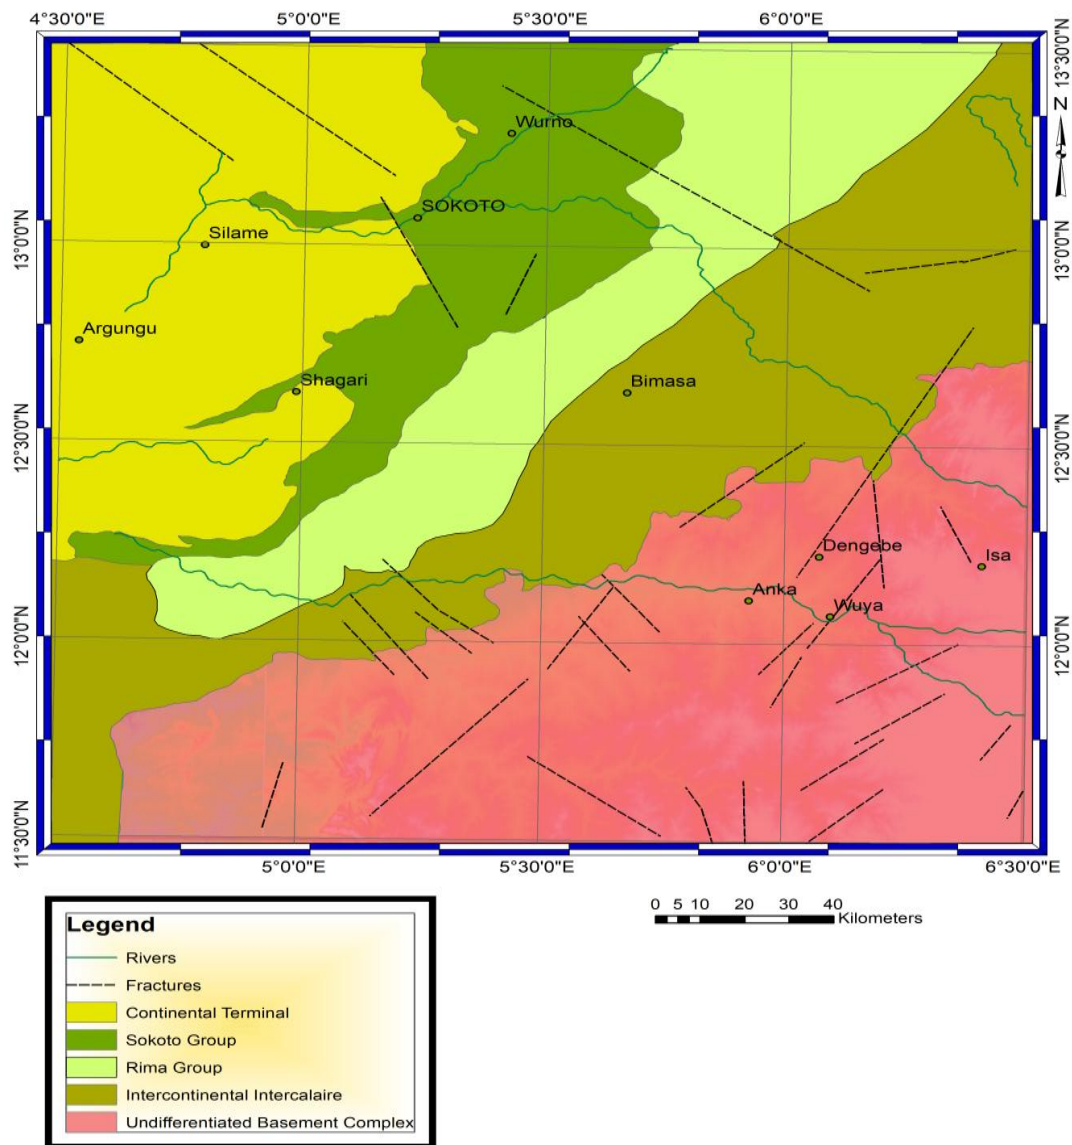 4°30'0"E 5°0'0"E 5°30'0"E 6°0'0"E
13°30'0"N
N
Wurno
SOKOTO
Silame
13°0'0"N 13°0'0"N
Argungu
Shagari
Bimasa
12°30'0"N 12°30'0"N
Dengebe
Isa
Anka
Wuya
12°0'0"N 12°0'0"N
11°30'0"N
5°0'0"E 5°30'0"E 6°0'0"E 6°30'0"E
0 5 10 20 30 40
Kilometers
Legend
Rivers
Fractures
Continental Terminal
Sokoto Group
Rima Group
Intercontinental Intercalaire
Undifferentiated Basement Complex